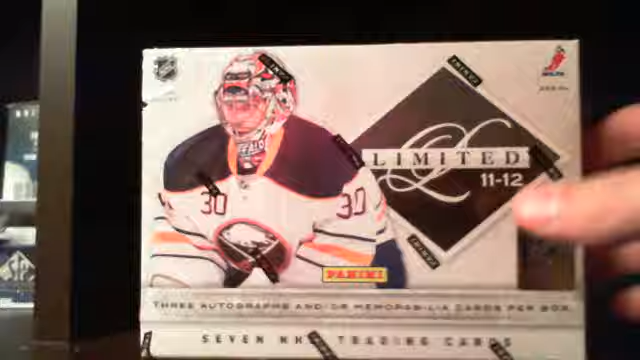 LIMITED
11-12
30 30
PANINI
THREE AUTOGRAPHS AND/OR MEMORABILIA CARDS PER BOX
SEVEN NHL TRADING CARDS